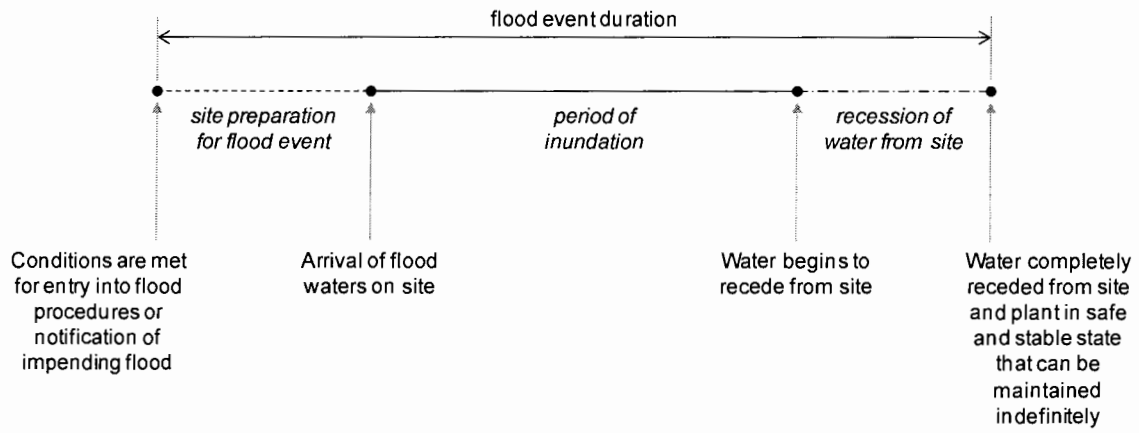 flood event duration
site preparation
for flood event
period of
inundation
recession of
water from site
Conditions are met
for entry into flood
procedures or
notification of
impending flood
Arrival of flood
waters on site
Water begins to
recede from site
Water completely
receded from site
and plant in safe
and stable state
that can be
maintained
indefinitely